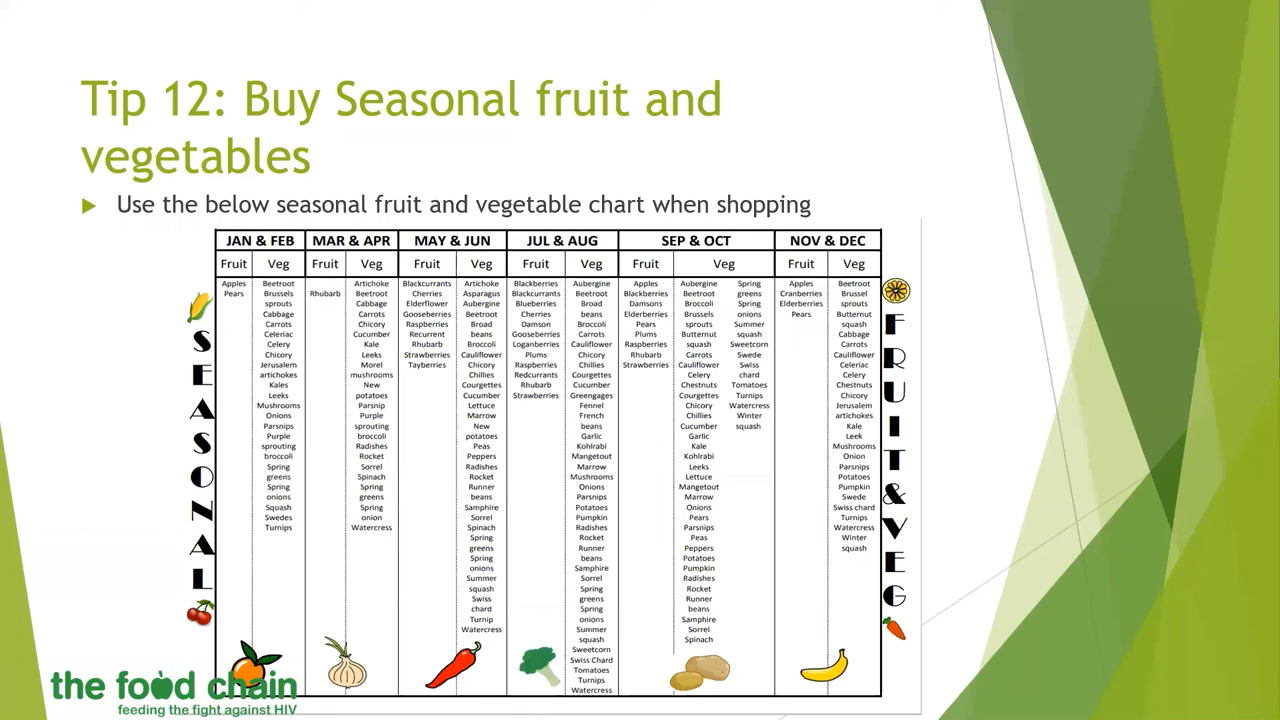 Tip 12: Buy Seasonal fruit and
vegetables
Use the below seasonal fruit and vegetable chart when shopping
SEASONAL
JAN & FEB
Fruit
Apples
Pears
Veg
Beetroot
Brussels
sprouts
Cabbage
Carrots
Celeriac
Celery
Chicory
Jerusalem
artichokes
Kales
Leeks
Mushrooms
Onions
Parsnips
Purple
sprouting
broccoli
Spring
greens
Spring
onions
Squash
Swedes
Turnips
MAR & APR
Fruit
Rhubarb
Veg
Artichoke
Beetroot
Cabbage
Carrots
Chicory
Cucumber
Kale
Leeks
Morel
mushrooms
New
potatoes
Parsnip
Purple
sprouting
broccoli
Radishes
Rocket
Sorrel
Spinach
Spring
greens
Spring
onion
Watercress
MAY & JUN
Fruit
Blackcurrants
Cherries
Elderflower
Gooseberries
Raspberries
Recurrent
Rhubarb
Strawberries
Tayberries
Veg
Artichoke
Asparagus
Aubergine
Beetroot
Broad
beans
Broccoli
Cauliflower
Chicory
Chillies
Courgettes
Cucumber
Lettuce
Marrow
New
potatoes
Peas
Peppers
Radishes
Rocket
Runner
beans
Samphire
Sorrel
Spinach
Spring
greens
Spring
onions
Summer
squash
Swiss
chard
Turnip
Watercress
JUL & AUG
Fruit
Blackberries
Blackcurrants
Blueberries
Cherries
Damson
Gooseberries
Loganberries
Plums
Raspberries
Redcurrants
Rhubarb
Strawberries
Veg
Aubergine
Beetroot
Broad
beans
Broccoli
Carrots
Cauliflower
Chicory
Chillies
Courgettes
Cucumber
Greengages
Fennel
French
beans
Garlic
Kohlrabi
Mangetout
Marrow
Mushrooms
Onions
Parsnips
Potatoes
Pumpkin
Radishes
Rocket
Runner
beans
Samphire
Sorrel
Spring
greens
Spring
onions
Summer
squash
Sweetcorn
Swiss Chard
Tomatoes
Turnips
Watercress
SEP & OCT
Fruit
Apples
Blackberries
Damsons
Elderberries
Pears
Plums
Raspberries
Rhubarb
Strawberries
Veg
Aubergine
Beetroot
Broccoli
Brussels
sprouts
Butternut
squash
Carrots
Cauliflower
Celery
Chestnuts
Courgettes
Chicory
Chillies
Cucumber
Garlic
Kale
Kohlrabi
Leeks
Lettuce
Mangetout
Marrow
Onions
Pears
Parsnips
Peas
Peppers
Potatoes
Pumpkin
Radishes
Rocket
Runner
beans
Samphire
Sorrel
Spinach
Spring
greens
Spring
onions
Summer
squash
Sweetcorn
Swede
Swiss
chard
Tomatoes
Turnips
Watercress
Winter
squash
NOV & DEC
Fruit
Apples
Cranberries
Elderberries
Pears
Veg
Beetroot
Brussel
sprouts
Butternut
squash
Cabbage
Carrots
Cauliflower
Celeriac
Celery
Chestnuts
Chicory
Jerusalem
artichokes
Kale
Leek
Mushrooms
Onion
Parsnips
Potatoes
Pumpkin
Swede
Swiss chard
Turnips
Watercress
Winter
squash
FRUIT&VEG
the food chain
feeding the fight against HIV